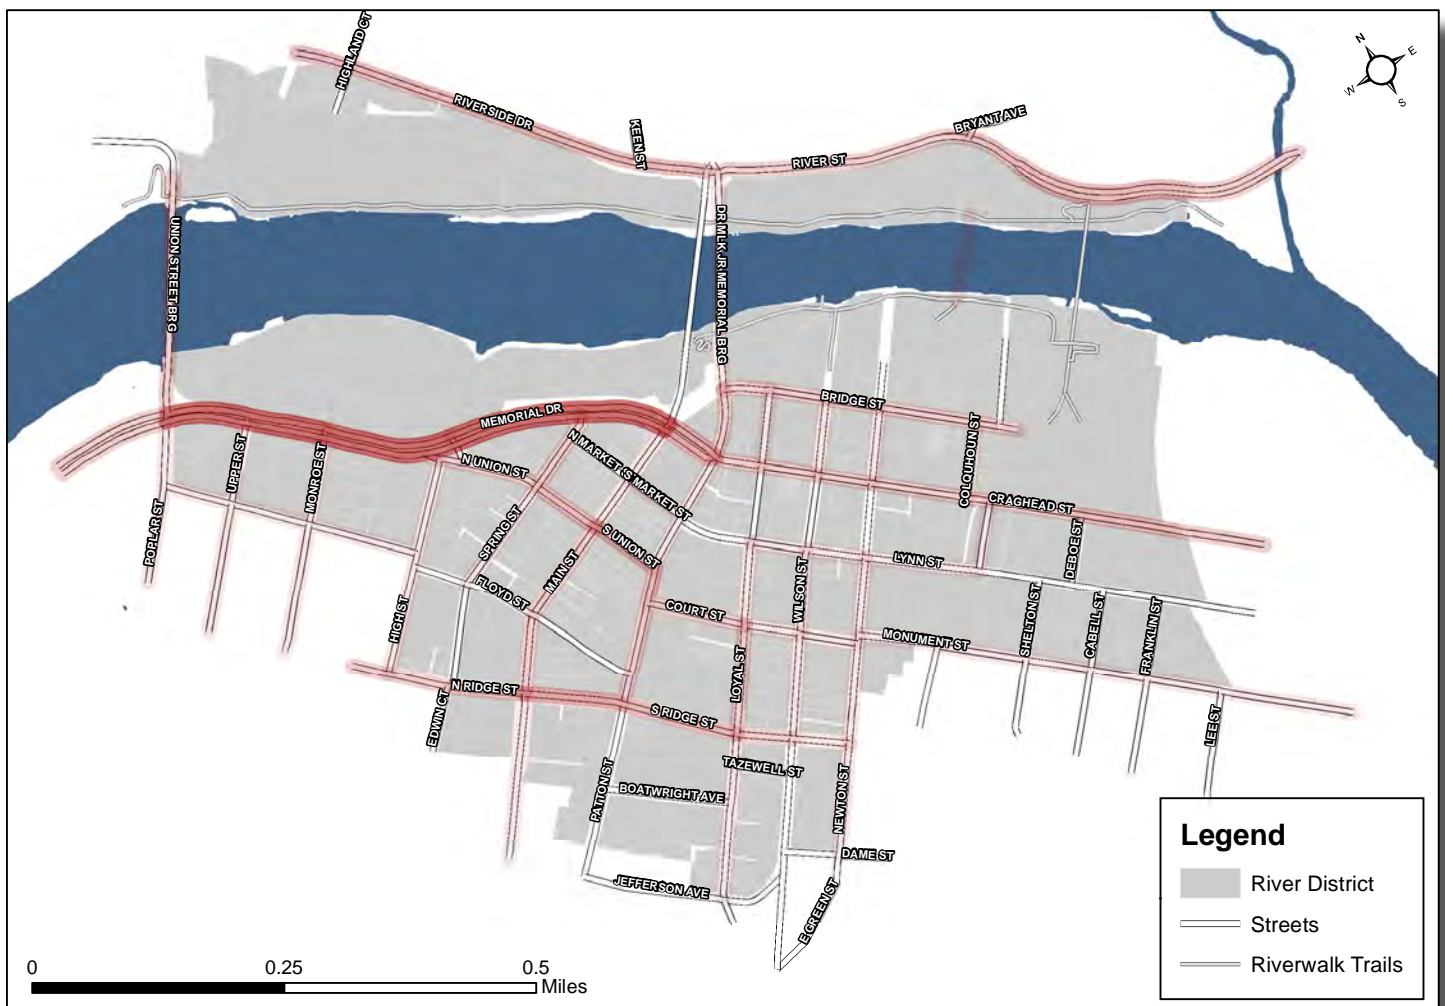 HIGHLAND CT
N
E
W
S
RIVERSIDE DR
KEEN ST
RIVER ST
BRYANT AVE
UNION STREET BRG
DR MLK JR MEMORIAL BRG
MEMORIAL DR
BRIDGE ST
UPPER ST
MONROE ST
N UNION ST
N MARKET ST
S MARKET ST
COLQUHOUN ST
CRAGHEAD ST
POPLAR ST
SPRING ST
MAIN ST
S UNION ST
LYNN ST
DEBOE ST
FLOYD ST
HIGH ST
COURT ST
WILSON ST
MONUMENT ST
SHELTON ST
CABELL ST
FRANKLIN ST
N RIDGE ST
EDWIN CT
LOYAL ST
S RIDGE ST
LEE ST
TAZEWELL ST
PATTON ST
BOATWRIGHT AVE
NEWTON ST
DAME ST
JEFFERSON AVE
E GREEN ST
Legend
River District
Streets
Riverwalk Trails
0 0.25 0.5
Miles